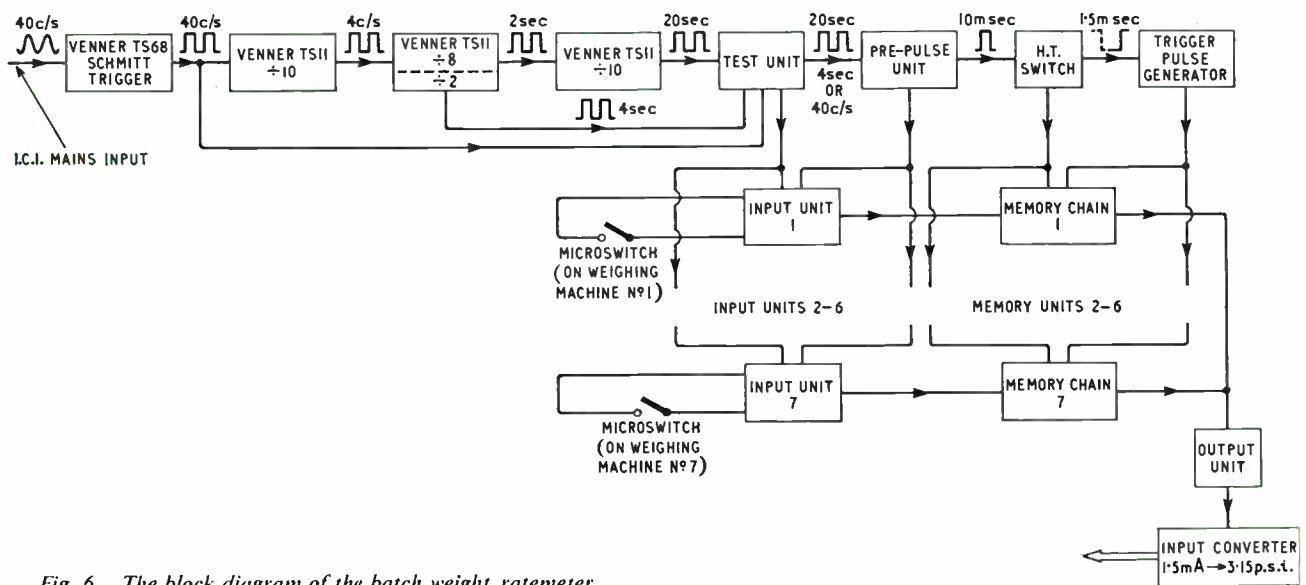 40c/s
40c/s
4c/s
2sec
20sec
20sec
10m sec
1·5m sec
VENNER TS68
SCHMITT
TRIGGER
VENNER TS11
÷10
VENNER TS11
÷8
÷2
VENNER TS11
÷10
TEST UNIT
4sec
OR
40c/s
PRE-PULSE
UNIT
H.T.
SWITCH
TRIGGER
PULSE
GENERATOR
4sec
I.C.I. MAINS INPUT
INPUT UNIT
1
MEMORY CHAIN
1
MICROSWITCH
(ON WEIGHING
MACHINE Nº1)
INPUT UNITS 2-6
MEMORY UNITS 2-6
INPUT UNIT
7
MEMORY CHAIN
7
MICROSWITCH
(ON WEIGHING
MACHINE Nº7)
OUTPUT
UNIT
INPUT CONVERTER
1·5mA→3·15p.s.i.
Fig. 6. The block diagram of the batch weight ratemeter